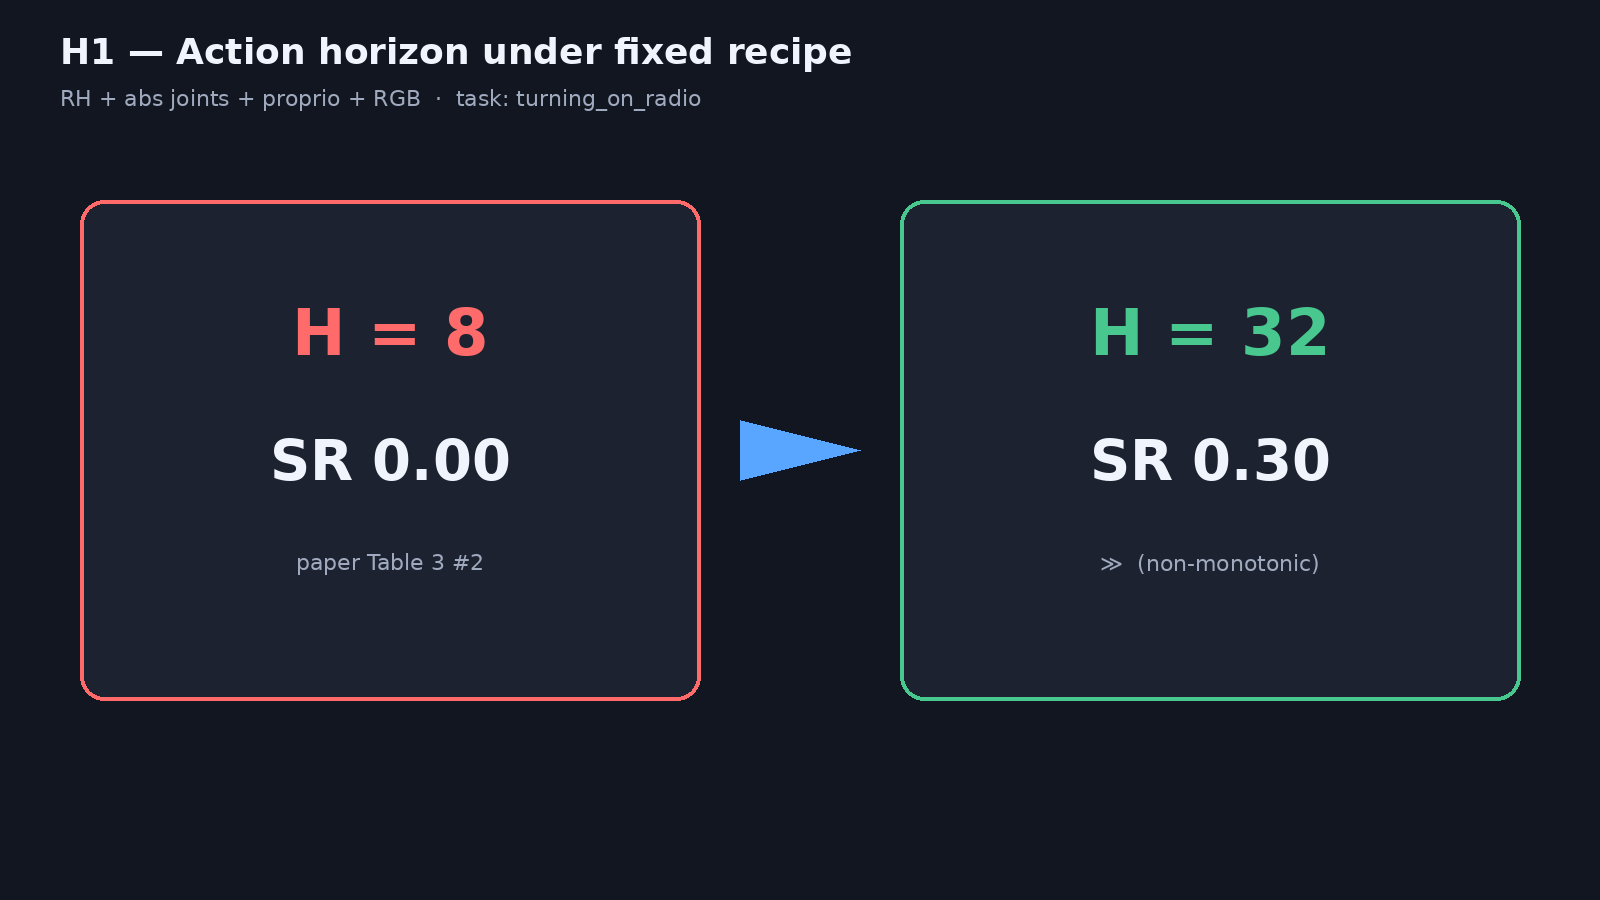 H1 — Action horizon under fixed recipe
RH + abs joints + proprio + RGB · task: turning_on_radio
H = 8
SR 0.00
paper Table 3 #2
H = 32
SR 0.30
≫ (non-monotonic)